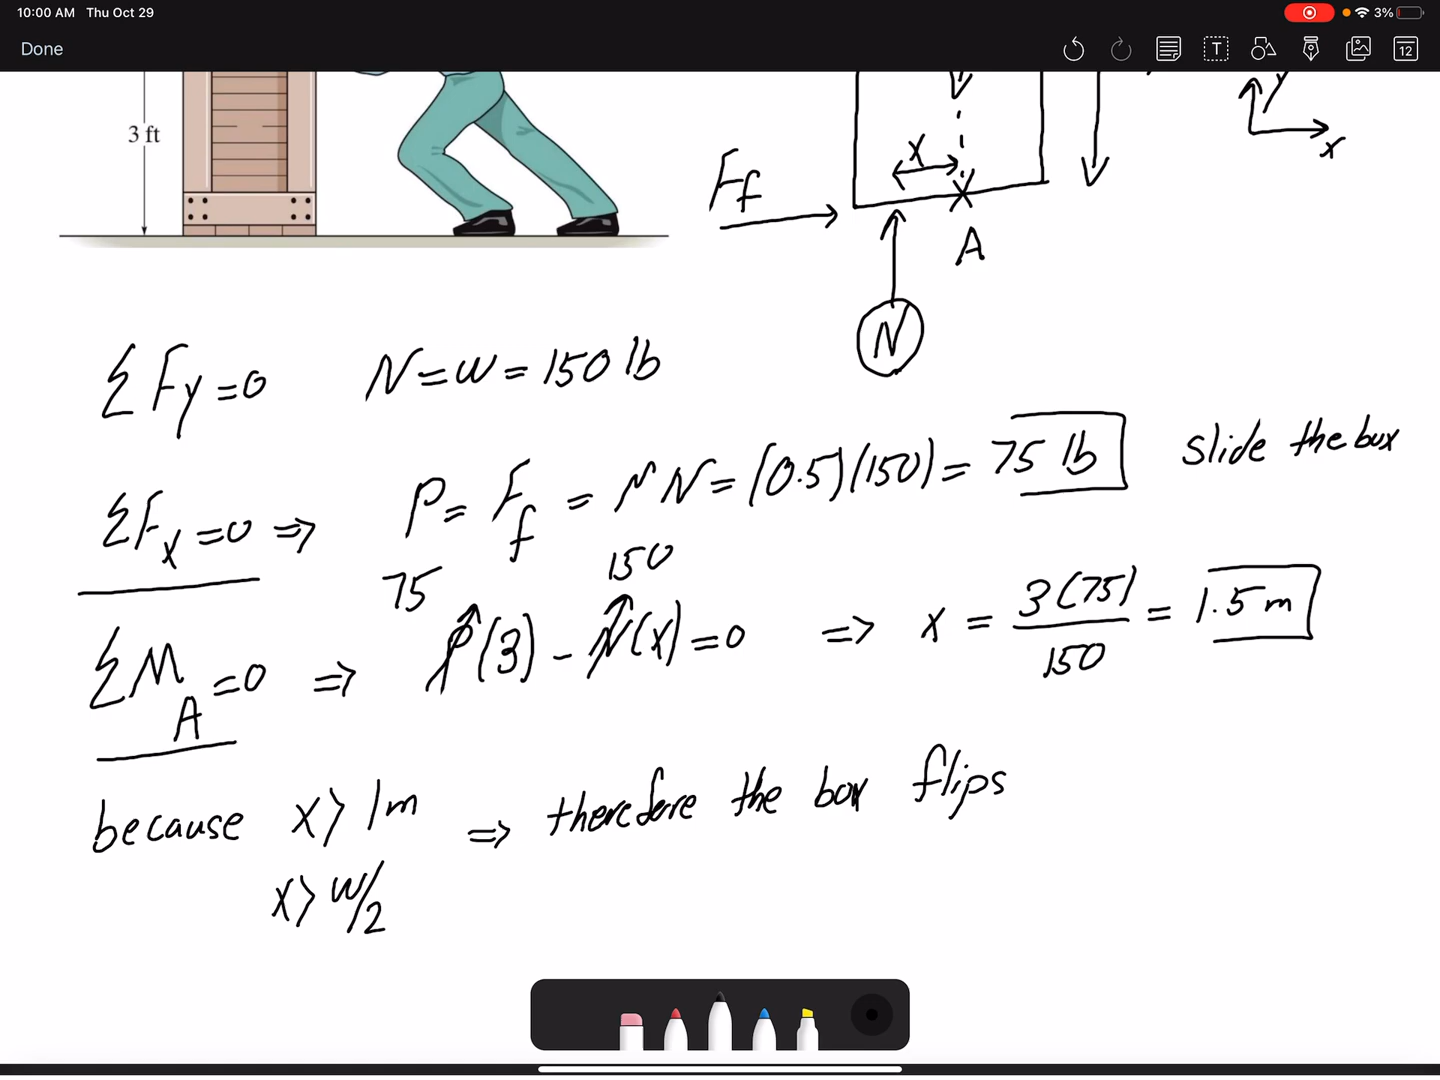 10:00 AM Thu Oct 29
3%
Done
T
12
3 ft
y
x
x
Ff
A
N
ΣFy=0 N=w=150 lb
ΣFx=0 => P= Ff = μN=(0.5)(150)= 75 lb slide the box
75 150
ΣMA=0 => P(3)-N(x)=0 => x = 3(75)/150 = 1.5 m
because x>1m => therefore the box flips
x>w/2